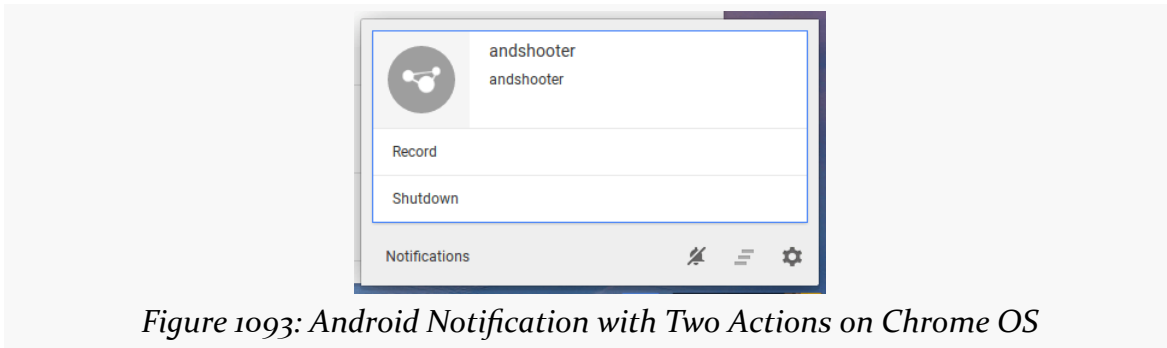 andshooter
andshooter
Record
Shutdown
Notifications
Figure 1093: Android Notification with Two Actions on Chrome OS